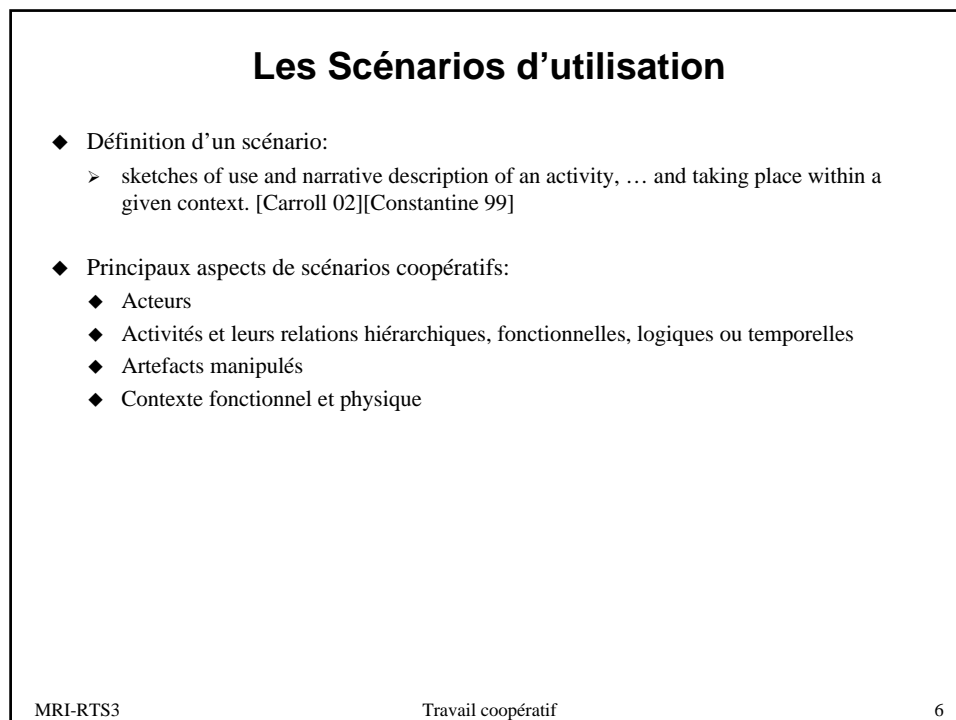 Les Scénarios d’utilisation
◆ Définition d’un scénario:
➢ sketches of use and narrative description of an activity, … and taking place within a
given context. [Carroll 02][Constantine 99]
◆ Principaux aspects de scénarios coopératifs:
◆ Acteurs
◆ Activités et leurs relations hiérarchiques, fonctionnelles, logiques ou temporelles
◆ Artefacts manipulés
◆ Contexte fonctionnel et physique
MRI-RTS3 Travail coopératif 6